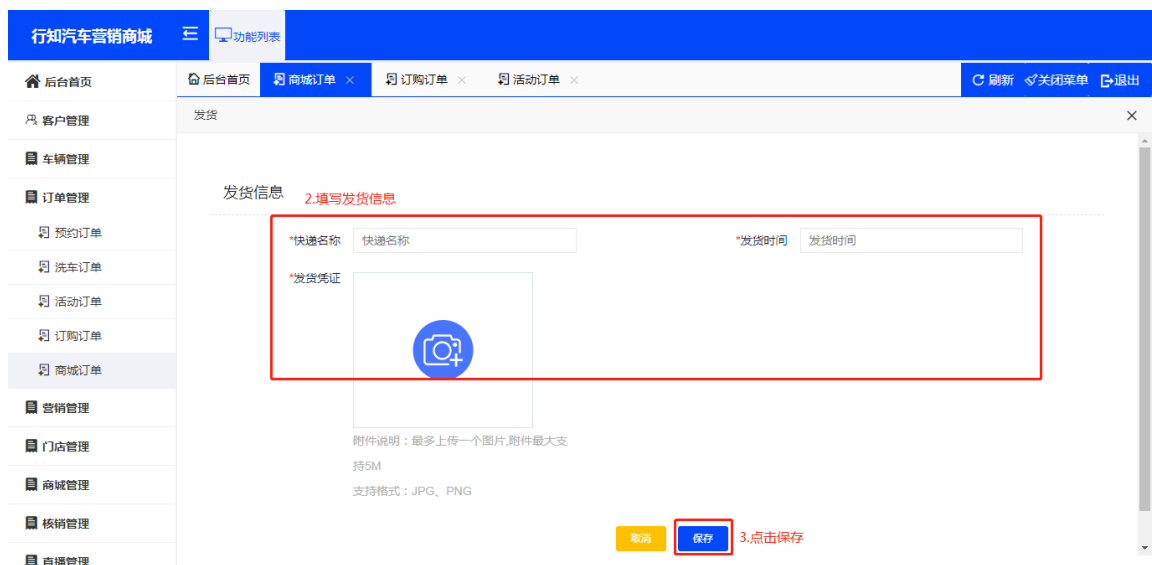 行知汽车营销商城
功能列表
后台首页
商城订单
订购订单
活动订单
刷新
关闭菜单
退出
后台首页
客户管理
车辆管理
订单管理
预约订单
洗车订单
活动订单
订购订单
商城订单
营销管理
门店管理
商城管理
核销管理
直播管理
发货
发货信息
2.填写发货信息
*快递名称
快递名称
*发货时间
发货时间
*发货凭证
附件说明：最多上传一个图片,附件最大支
持5M
支持格式：JPG、PNG
取消
保存
3.点击保存